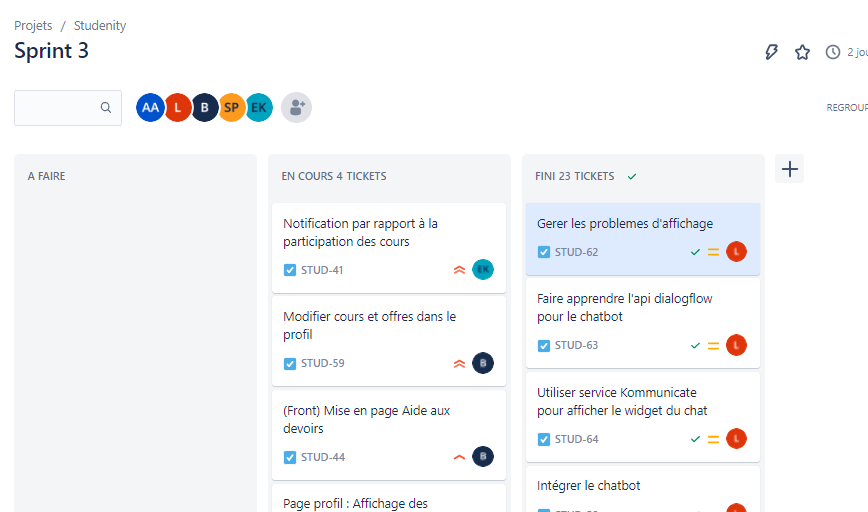 Projets / Studenity
Sprint 3
2 jou
AA L B SP EK
REGROUP
A FAIRE
EN COURS 4 TICKETS
Notification par rapport à la
participation des cours
STUD-41
EK
Modifier cours et offres dans le
profil
STUD-59
B
(Front) Mise en page Aide aux
devoirs
STUD-44
B
Page profil : Affichage des
FINI 23 TICKETS
Gerer les problemes d'affichage
STUD-62
L
Faire apprendre l'api dialogflow
pour le chatbot
STUD-63
L
Utiliser service Kommunicate
pour afficher le widget du chat
STUD-64
L
Intégrer le chatbot